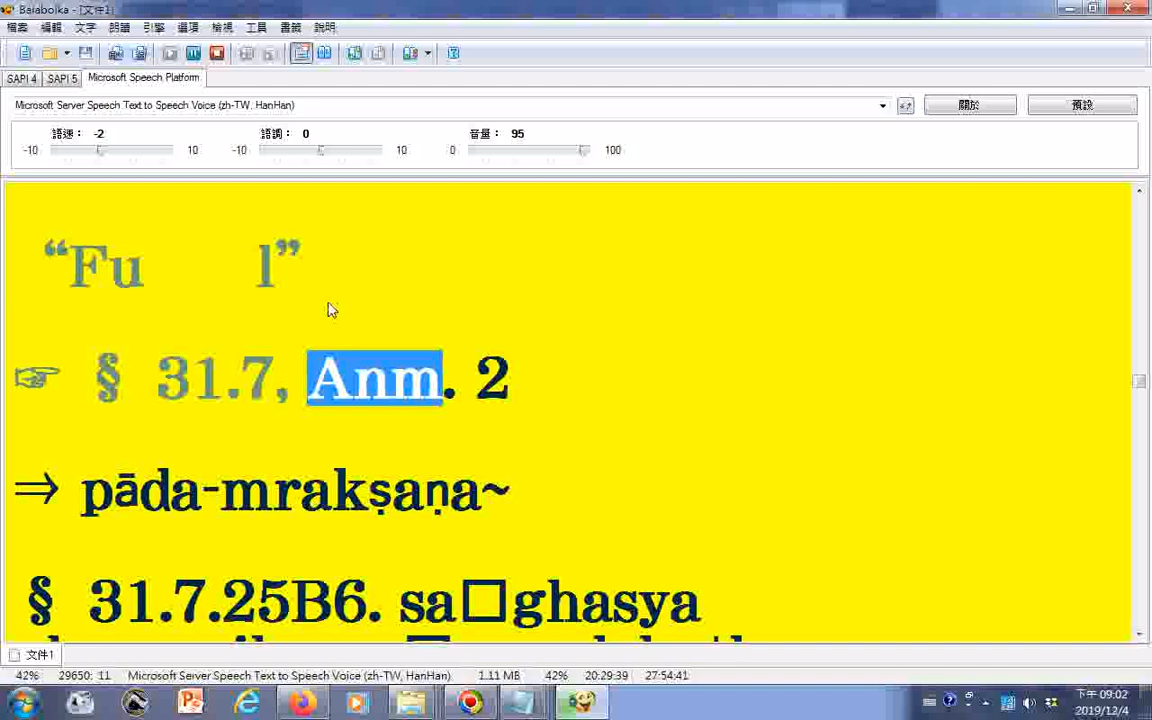 Balabolka - [文件1]
檔案 編輯 文字 朗讀 引擎 選項 檢視 工具 書籤 說明
SAPI 4 SAPI 5 Microsoft Speech Platform
Microsoft Server Speech Text to Speech Voice (zh-TW, HanHan) 關於 預設
語速： -2 語調： 0 音量： 95
-10 10 -10 10 0 100
“Fu l”
☞ § 31.7, Anm. 2
⇒ pāda-mrakṣaṇa~
§ 31.7.25B6. sa□ghasya
文件1
42% 29650: 11 Microsoft Server Speech Text to Speech Voice (zh-TW, HanHan) 1.11 MB 42% 20:29:39 27:54:41
下午 09:02
2019/12/4